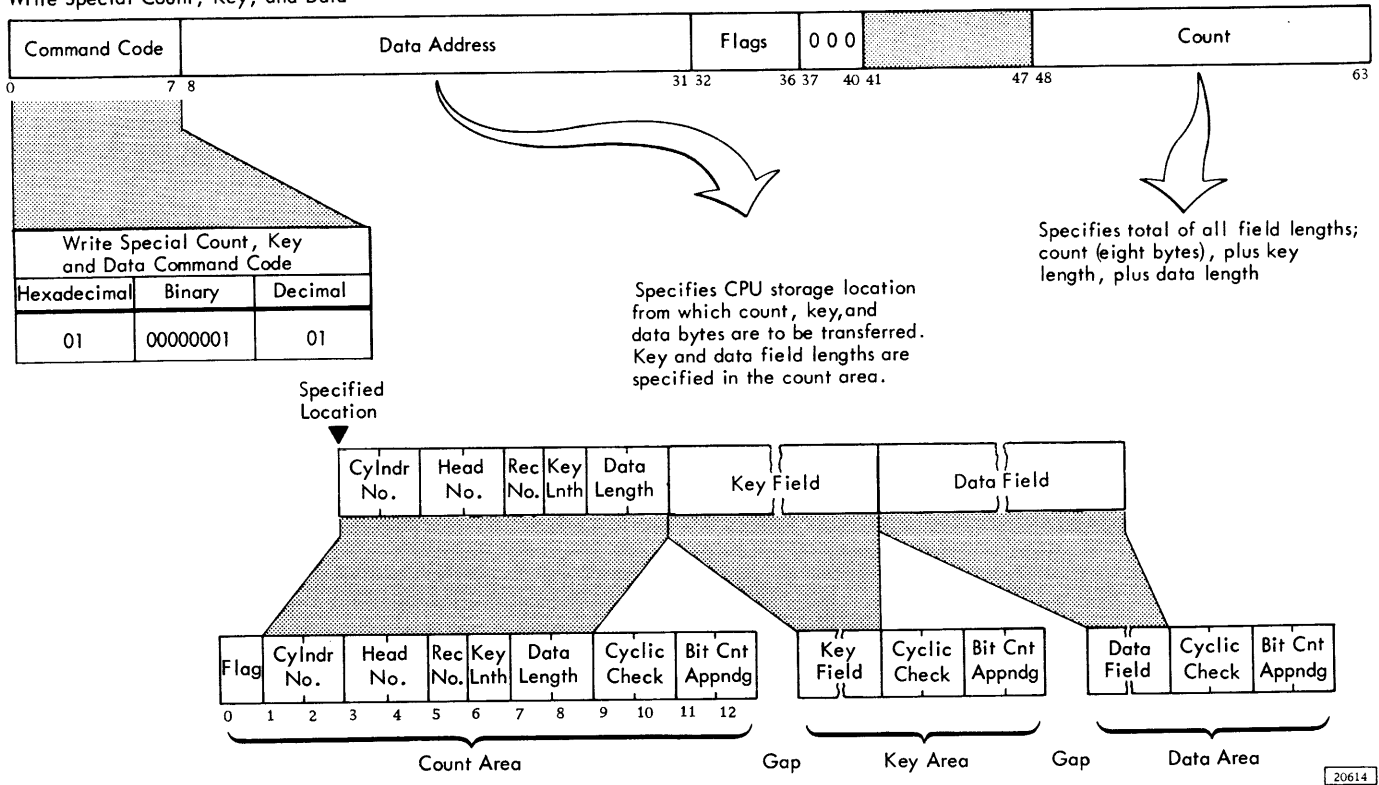 Write Special Count, Key, and Data
Command Code Data Address Flags 0 0 0 Count
0 7 8 31 32 36 37 40 41 47 48 63
Write Special Count, Key
and Data Command Code
Hexadecimal Binary Decimal
01 00000001 01
Specifies CPU storage location
from which count, key, and
data bytes are to be transferred.
Key and data field lengths are
specified in the count area.
Specifies total of all field lengths;
count (eight bytes), plus key
length, plus data length
Specified
Location
Cylndr Head Rec Key Data
No. No. No. Lnth Length Key Field Data Field
Flag Cylndr Head Rec Key Data Cyclic Bit Cnt
No. No. No. Lnth Length Check Appndg
0 1 2 3 4 5 6 7 8 9 10 11 12
Key Cyclic Bit Cnt
Field Check Appndg
Data Cyclic Bit Cnt
Field Check Appndg
Count Area Gap Key Area Gap Data Area
20614